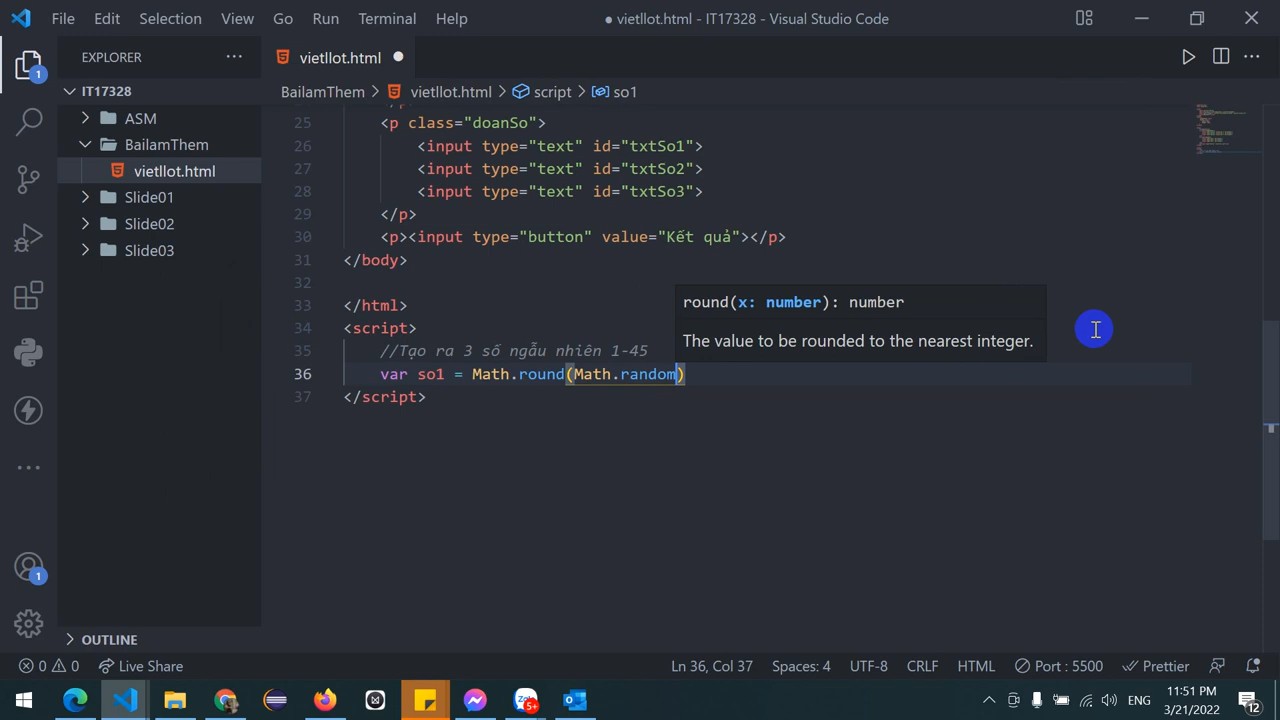 File Edit Selection View Go Run Terminal Help
● vietllot.html - IT17328 - Visual Studio Code
EXPLORER
vietllot.html
1
IT17328
ASM
BailamThem
vietllot.html
Slide01
Slide02
Slide03
OUTLINE
1
BailamThem > vietllot.html > script > so1
25 <p class="doanSo">
26 <input type="text" id="txtSo1">
27 <input type="text" id="txtSo2">
28 <input type="text" id="txtSo3">
29 </p>
30 <p><input type="button" value="Kết quả"></p>
31 </body>
32
33 </html>
34 <script>
35 //Tạo ra 3 số ngẫu nhiên 1-45
36 var so1 = Math.round(Math.random)
37 </script>
round(x: number): number
The value to be rounded to the nearest integer.
0 0 Live Share
Ln 36, Col 37 Spaces: 4 UTF-8 CRLF HTML Port : 5500 Prettier
Zalo 5+
ENG
11:51 PM
3/21/2022
12